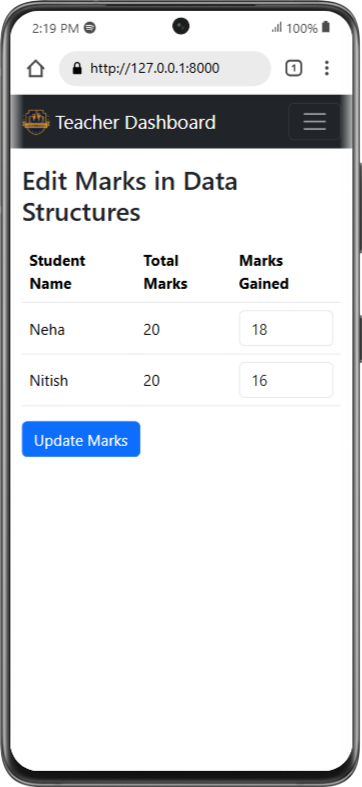 2:19 PM
100%
http://127.0.0.1:8000
1
Teacher Dashboard
Edit Marks in Data
Structures
Student Name Total Marks Marks Gained
Neha 20 18
Nitish 20 16
Update Marks